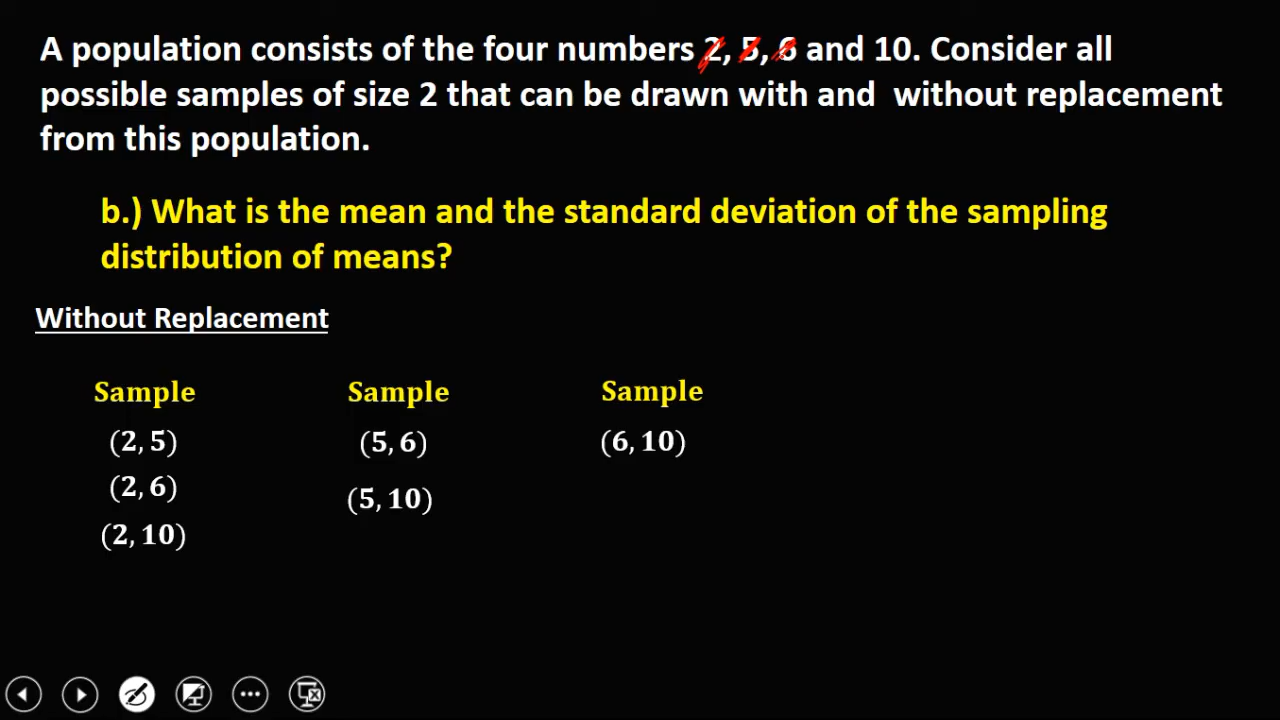 A population consists of the four numbers 2, 5, 6 and 10. Consider all
possible samples of size 2 that can be drawn with and without replacement
from this population.
b.) What is the mean and the standard deviation of the sampling
distribution of means?
Without Replacement
Sample Sample Sample
(2, 5) (5, 6) (6, 10)
(2, 6) (5, 10)
(2, 10)